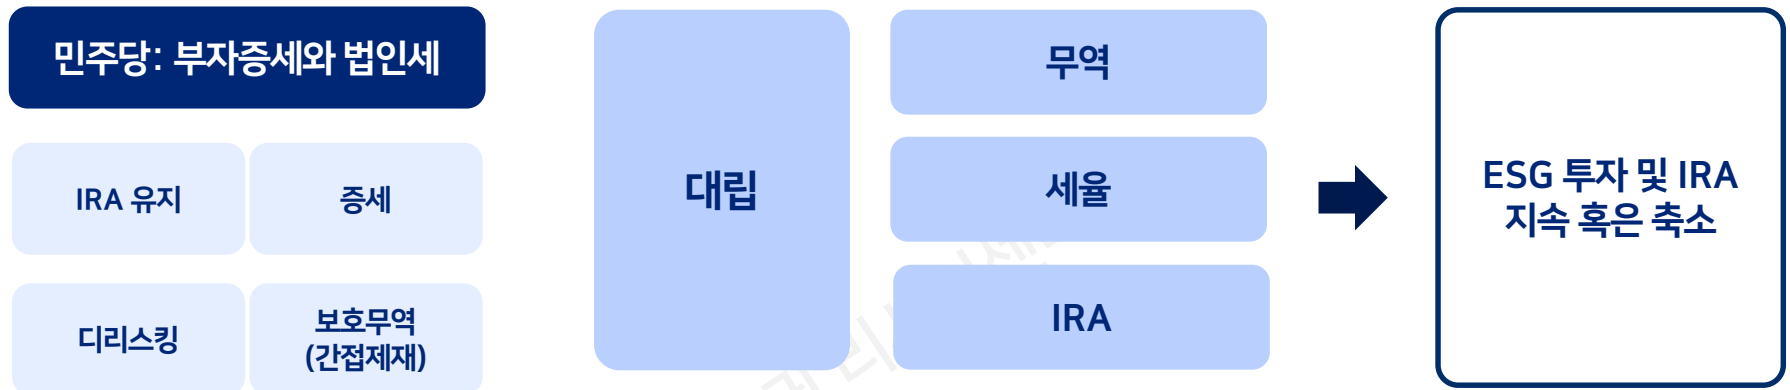 민주당: 부자증세와 법인세
IRA 유지
증세
디리스킹
보호무역
(간접제재)
대립
무역
세율
IRA
ESG 투자 및 IRA
지속 혹은 축소